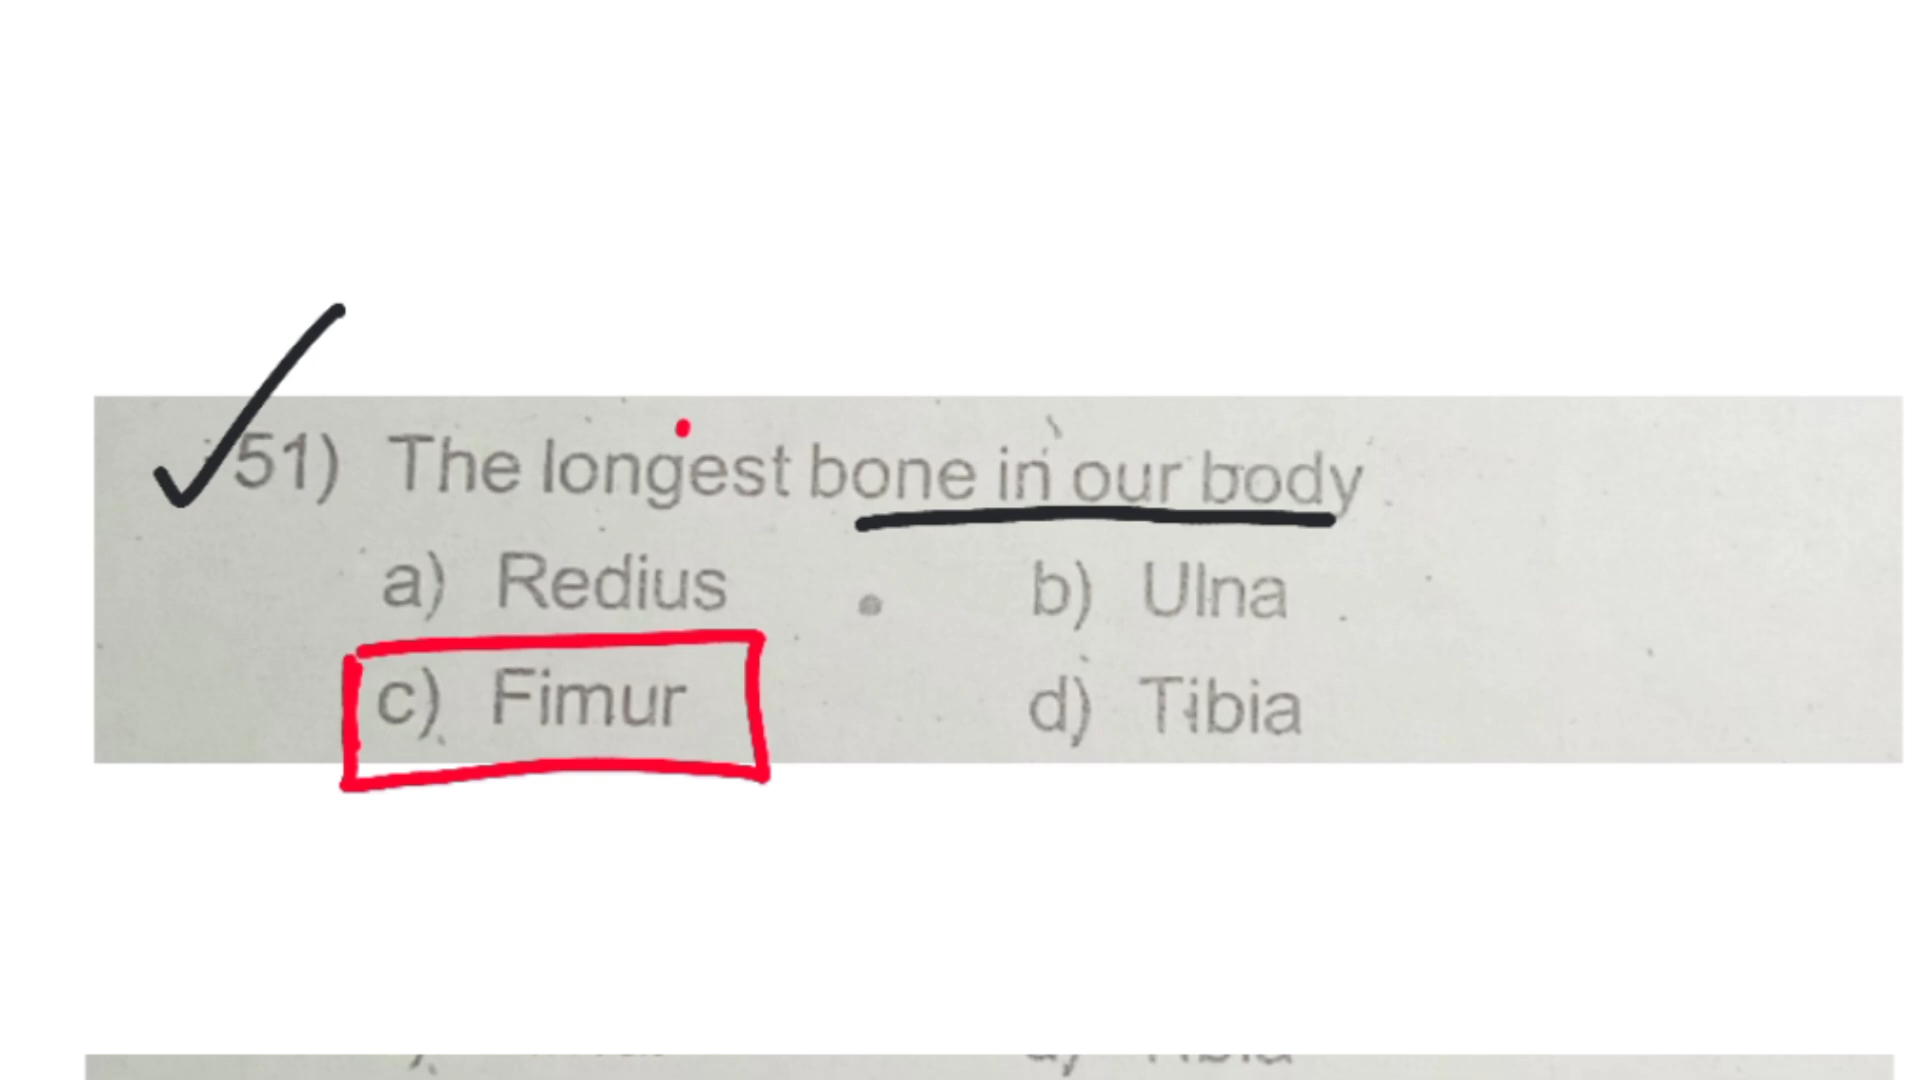 51) The longest bone in our body
a) Redius b) Ulna
c) Fimur d) Tibia